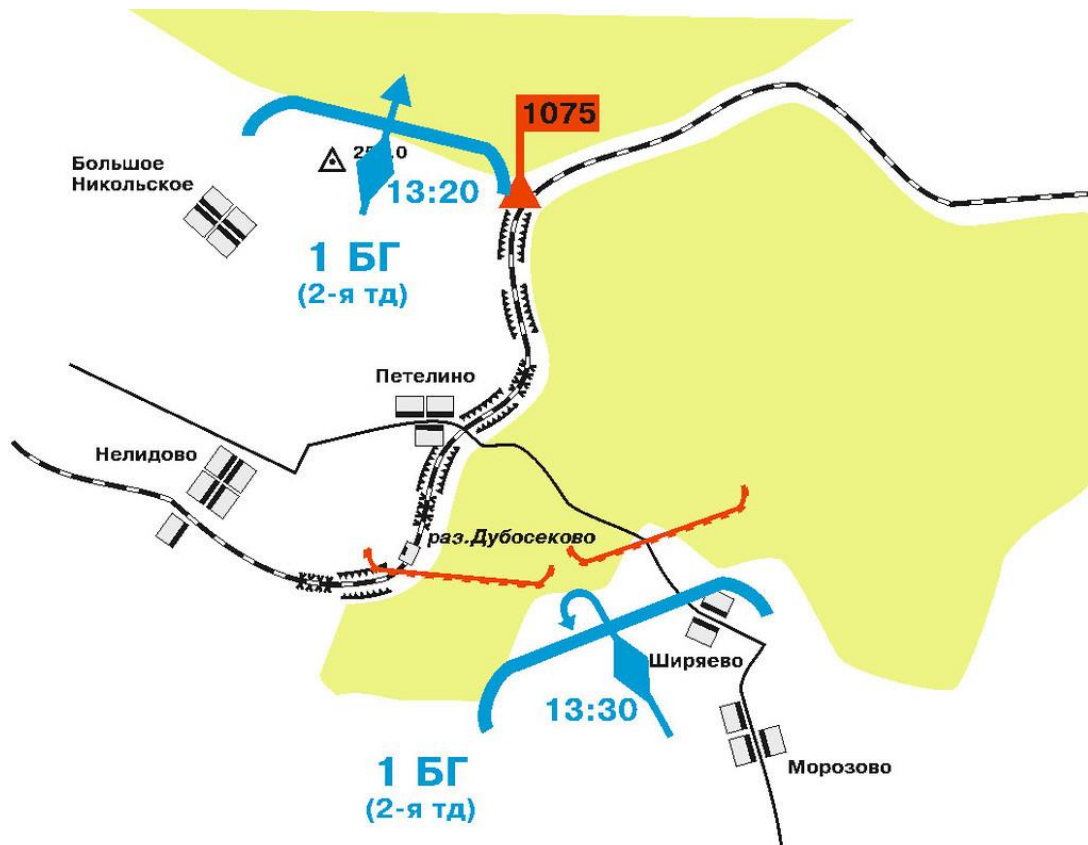 1075
Большое
Никольское
13:20
1 БГ
(2-я тд)
Петелино
Нелидово
раз.Дубосеково
Ширяево
13:30
Морозово
1 БГ
(2-я тд)